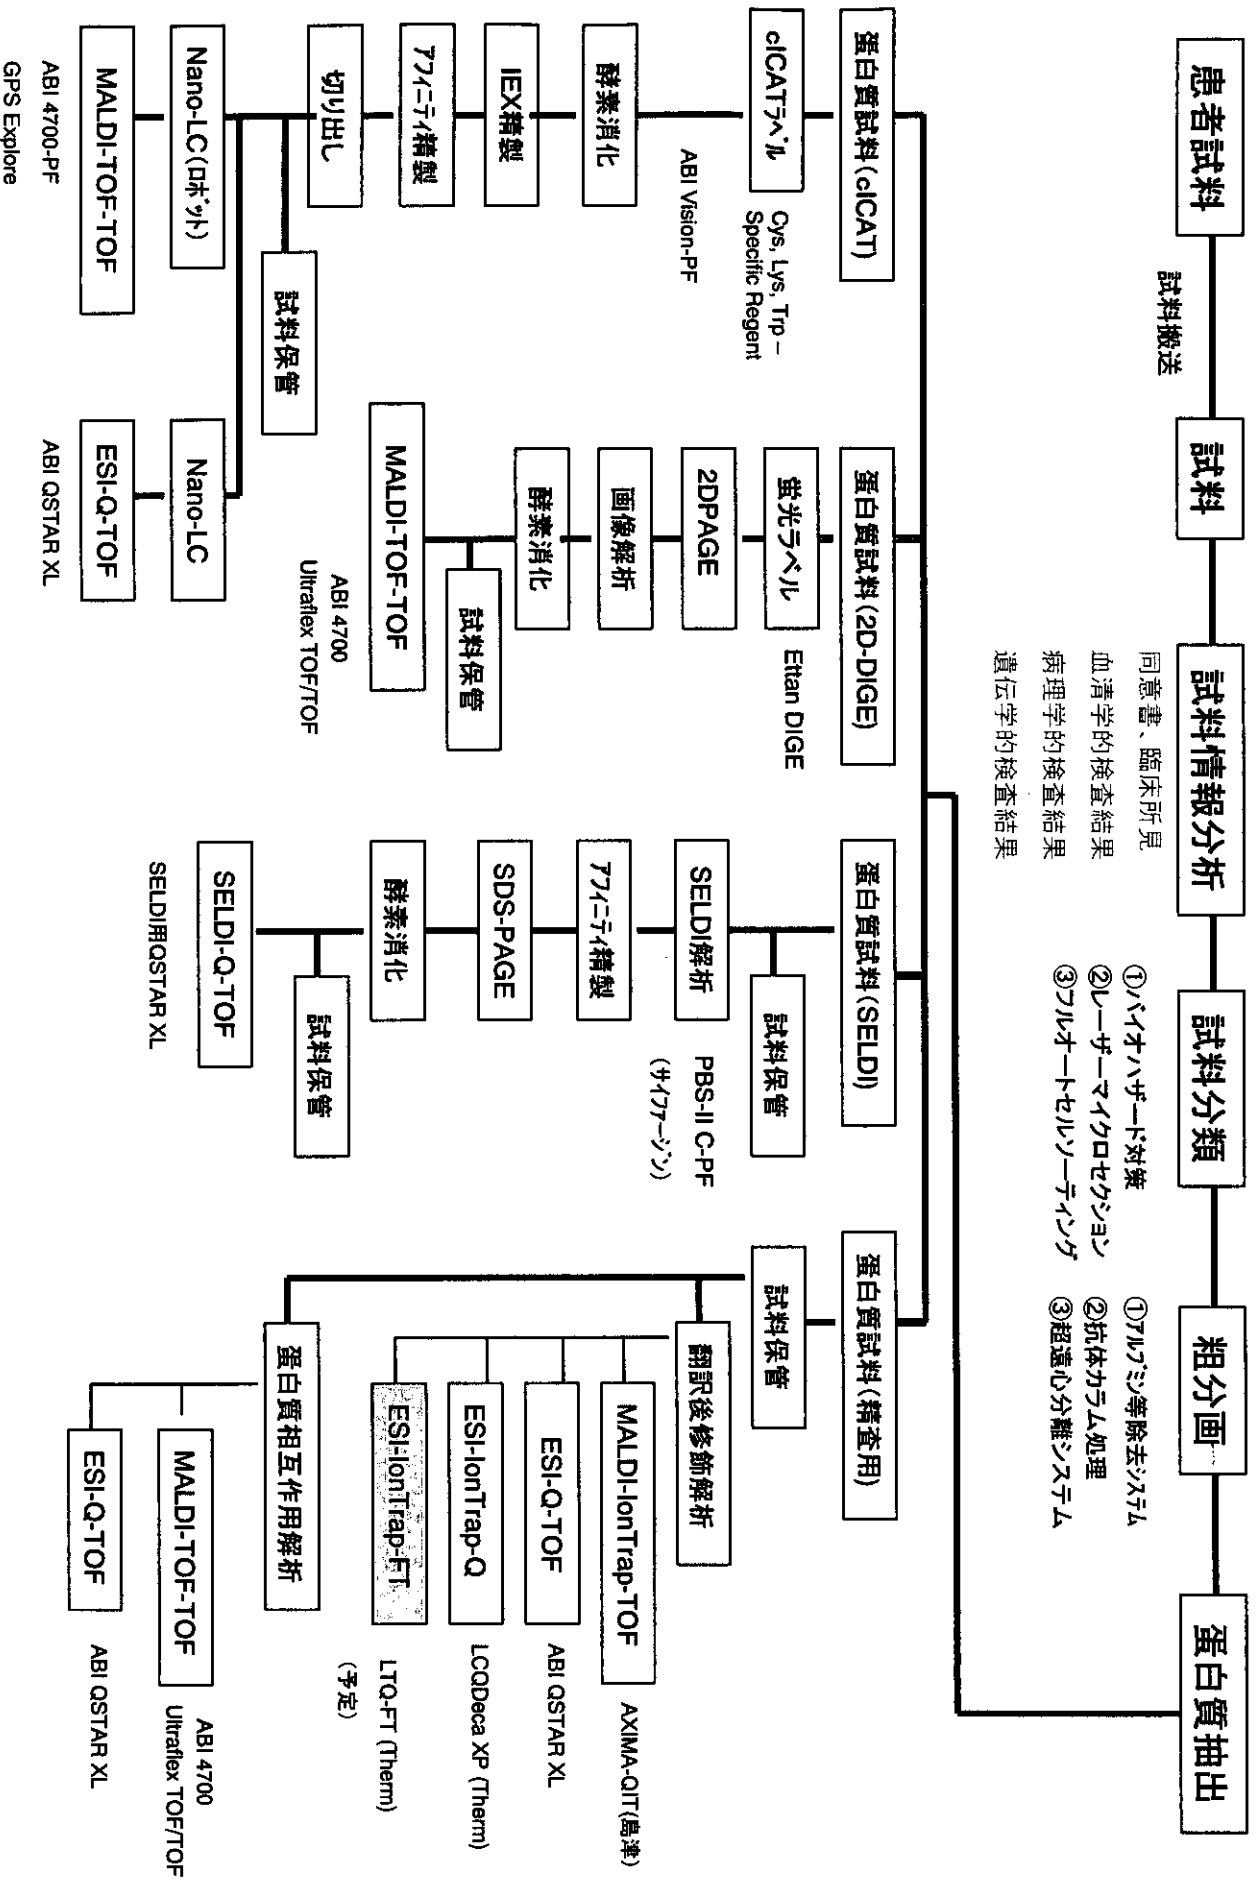 患者試料
試料搬送
試料
試料情報分析
同意書、臨床所見
血清学的検査結果
病理学的検査結果
遺伝学的検査結果
試料分類
①バイオハザード対策
②レーザーマイクロセクション
③フルオートセルソーティング
粗分画
①アルブミン等除去システム
②抗体カラム処理
③超遠心分離システム
蛋白質抽出
蛋白質試料(cICAT)
cICATラベル
Cys, Lys, Trp –
Specific Regent
酵素消化
ABI Vision-PF
IEX精製
アフィニティ精製
切り出し
試料保管
Nano-LC(ロボット)
MALDI-TOF-TOF
ABI 4700-PF
GPS Explore
Nano-LC
ESI-Q-TOF
ABI QSTAR XL
蛋白質試料(2D-DIGE)
蛍光ラベル
Ettan DIGE
2DPAGE
画像解析
酵素消化
試料保管
MALDI-TOF-TOF
ABI 4700
Ultraflex TOF/TOF
蛋白質試料(SELDI)
試料保管
SELDI解析
PBS-II C-PF
(サイファージン)
アフィニティ精製
SDS-PAGE
酵素消化
試料保管
SELDI-Q-TOF
SELDI用QSTAR XL
蛋白質試料(精査用)
試料保管
翻訳後修飾解析
MALDI-IonTrap-TOF
AXIMA-QIT(島津)
ESI-Q-TOF
ABI QSTAR XL
ESI-IonTrap-Q
LCQDeca XP (Therm)
ESI-IonTrap-FT
LTQ-FT (Therm)
(予定)
蛋白質相互作用解析
MALDI-TOF-TOF
ABI 4700
Ultraflex TOF/TOF
ESI-Q-TOF
ABI QSTAR XL